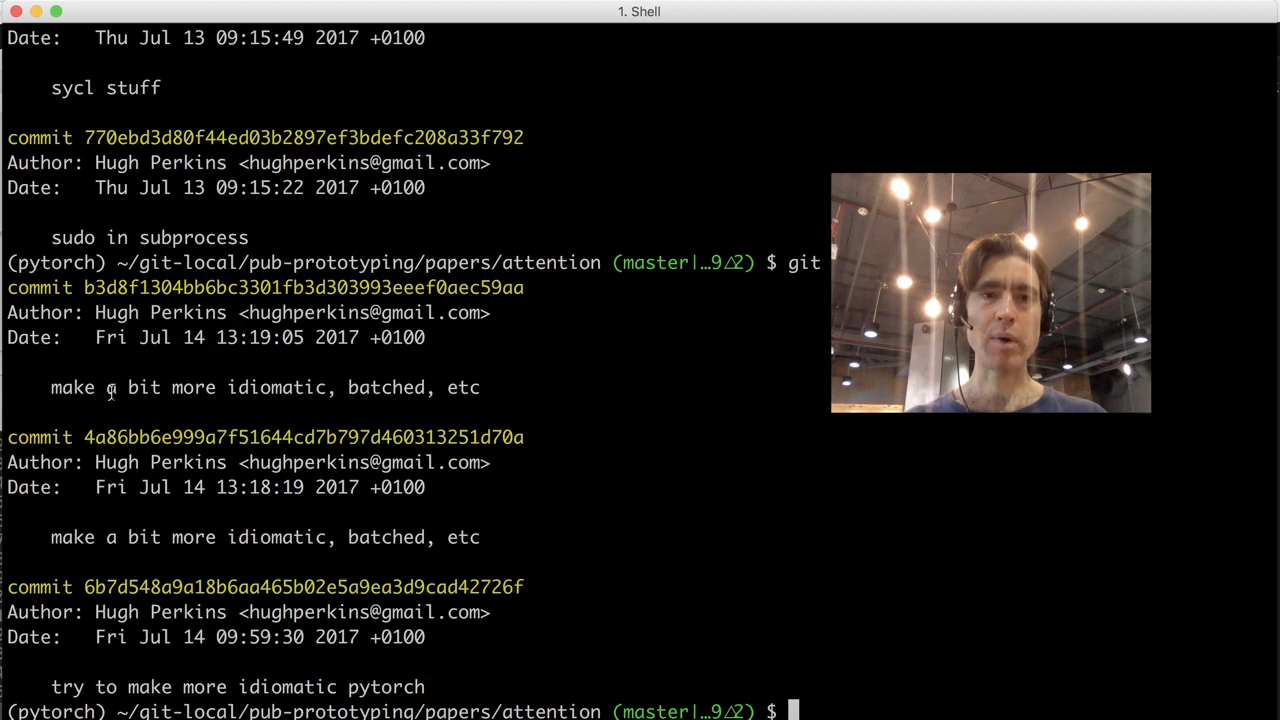 1. Shell
Date:   Thu Jul 13 09:15:49 2017 +0100
sycl stuff
commit 770ebd3d80f44ed03b2897ef3bdefc208a33f792
Author: Hugh Perkins <hughperkins@gmail.com>
Date:   Thu Jul 13 09:15:22 2017 +0100
sudo in subprocess
(pytorch) ~/git-local/pub-prototyping/papers/attention (master|…9△2) $ git
commit b3d8f1304bb6bc3301fb3d303993eeef0aec59aa
Author: Hugh Perkins <hughperkins@gmail.com>
Date:   Fri Jul 14 13:19:05 2017 +0100
make a bit more idiomatic, batched, etc
commit 4a86bb6e999a7f51644cd7b797d460313251d70a
Author: Hugh Perkins <hughperkins@gmail.com>
Date:   Fri Jul 14 13:18:19 2017 +0100
make a bit more idiomatic, batched, etc
commit 6b7d548a9a18b6aa465b02e5a9ea3d9cad42726f
Author: Hugh Perkins <hughperkins@gmail.com>
Date:   Fri Jul 14 09:59:30 2017 +0100
try to make more idiomatic pytorch
(pytorch) ~/git-local/pub-prototyping/papers/attention (master|…9△2) $